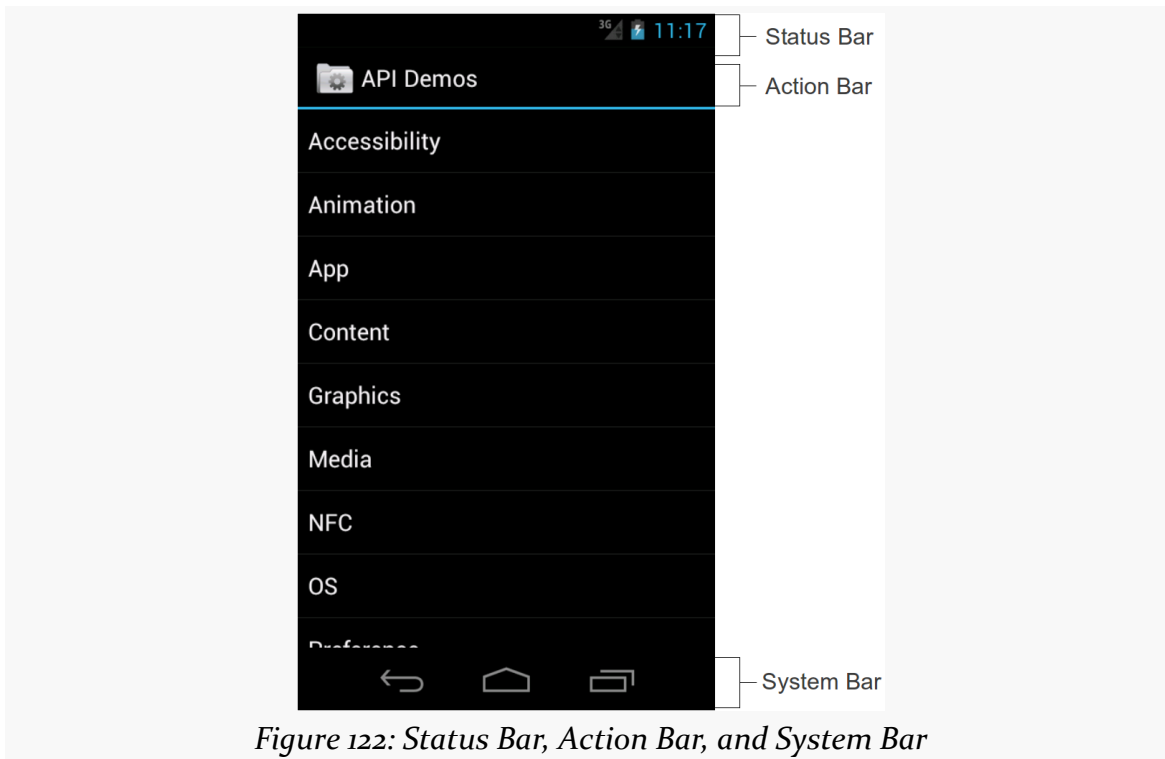 3G 11:17
Status Bar
API Demos
Action Bar
Accessibility
Animation
App
Content
Graphics
Media
NFC
OS
Preference
System Bar
Figure 122: Status Bar, Action Bar, and System Bar